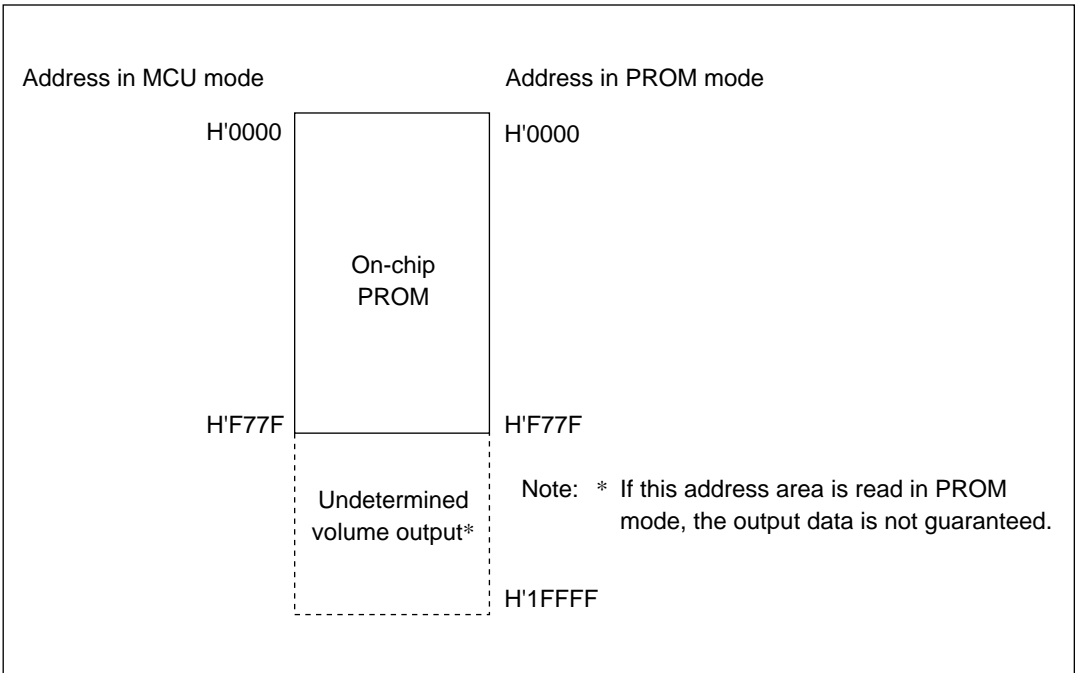 Address in MCU mode
Address in PROM mode
H'0000
H'0000
On-chip
PROM
H'F77F
H'F77F
Undetermined
volume output*
Note: * If this address area is read in PROM
mode, the output data is not guaranteed.
H'1FFFF